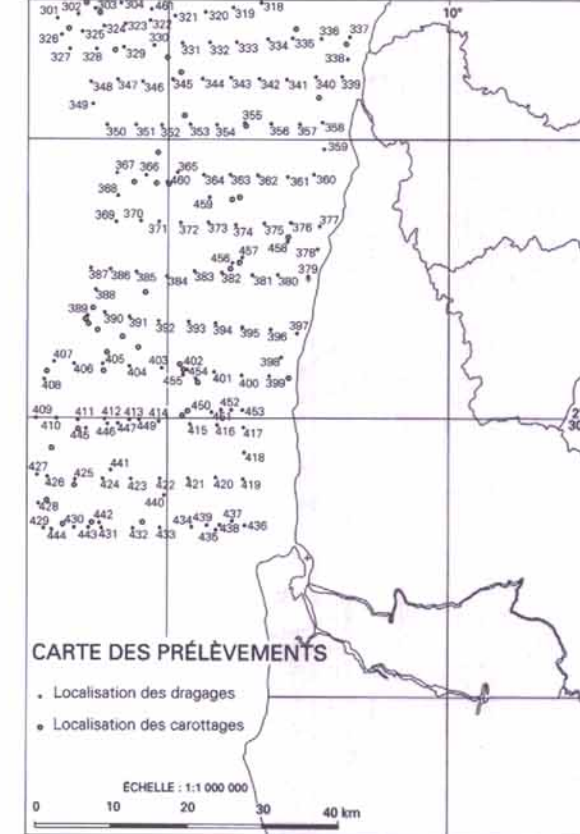 318
319
303 304 461
301 302 321 320
10°
324 323 322
326 325 330 336 337
331 332 333 334 335
327 328 329 338
348 347 346 345 344 343 342 341 340 339
349
355
350 351 352 353 354 356 357 358
359
367 366 365
460 364 363 362 361 360
368
459
369 370
371 372 373 374 375 376 377
458
378
456 457
387 386 385 384 383 382 381 380 379
388
389 390 391 392 393 394 395 396 397
407 405 403 402 398
406 404 454
408 455 401 400 399
409 411 412 413 414 450 452 453
410 445 446 447 449 415 416 417
451
30
418
441
427 426 425 424 423 422 421 420 419
440
428
429 430 442 434 439 437
444 443 431 432 433 435 438 436
CARTE DES PRÉLÈVEMENTS
Localisation des dragages
Localisation des carottages
ÉCHELLE : 1:1 000 000
0 10 20 30 40 km